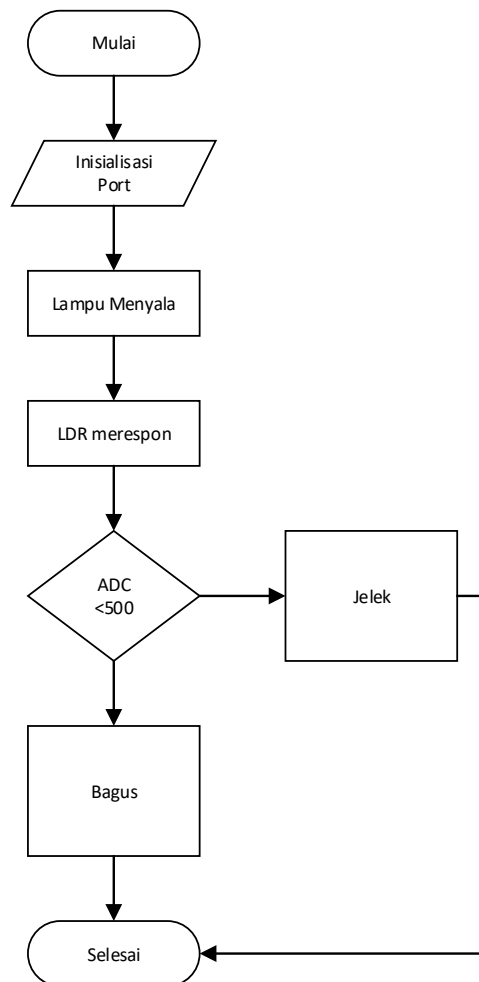 Mulai
Inisialisasi
Port
Lampu Menyala
LDR merespon
ADC
<500
Jelek
Bagus
Selesai